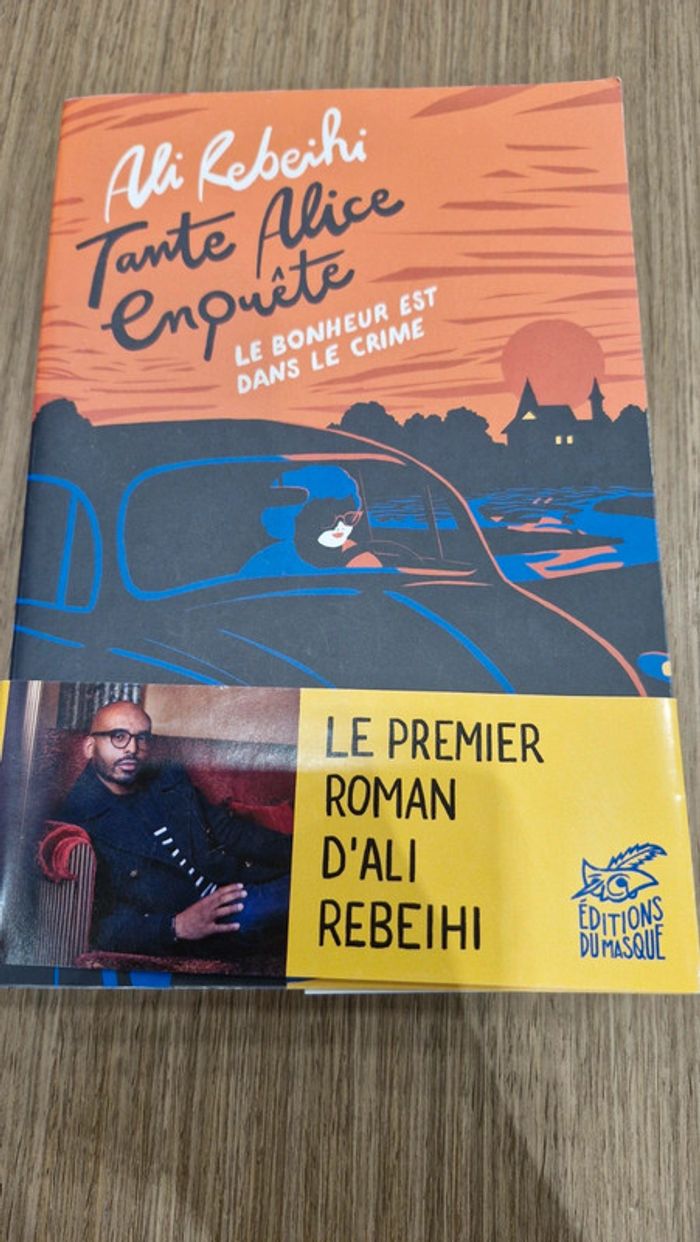 Ali Rebeihi
Tante Alice
enquête
LE BONHEUR EST
DANS LE CRIME
LE PREMIER
ROMAN
D'ALI
REBEIHI
ÉDITIONS
DU MASQUE